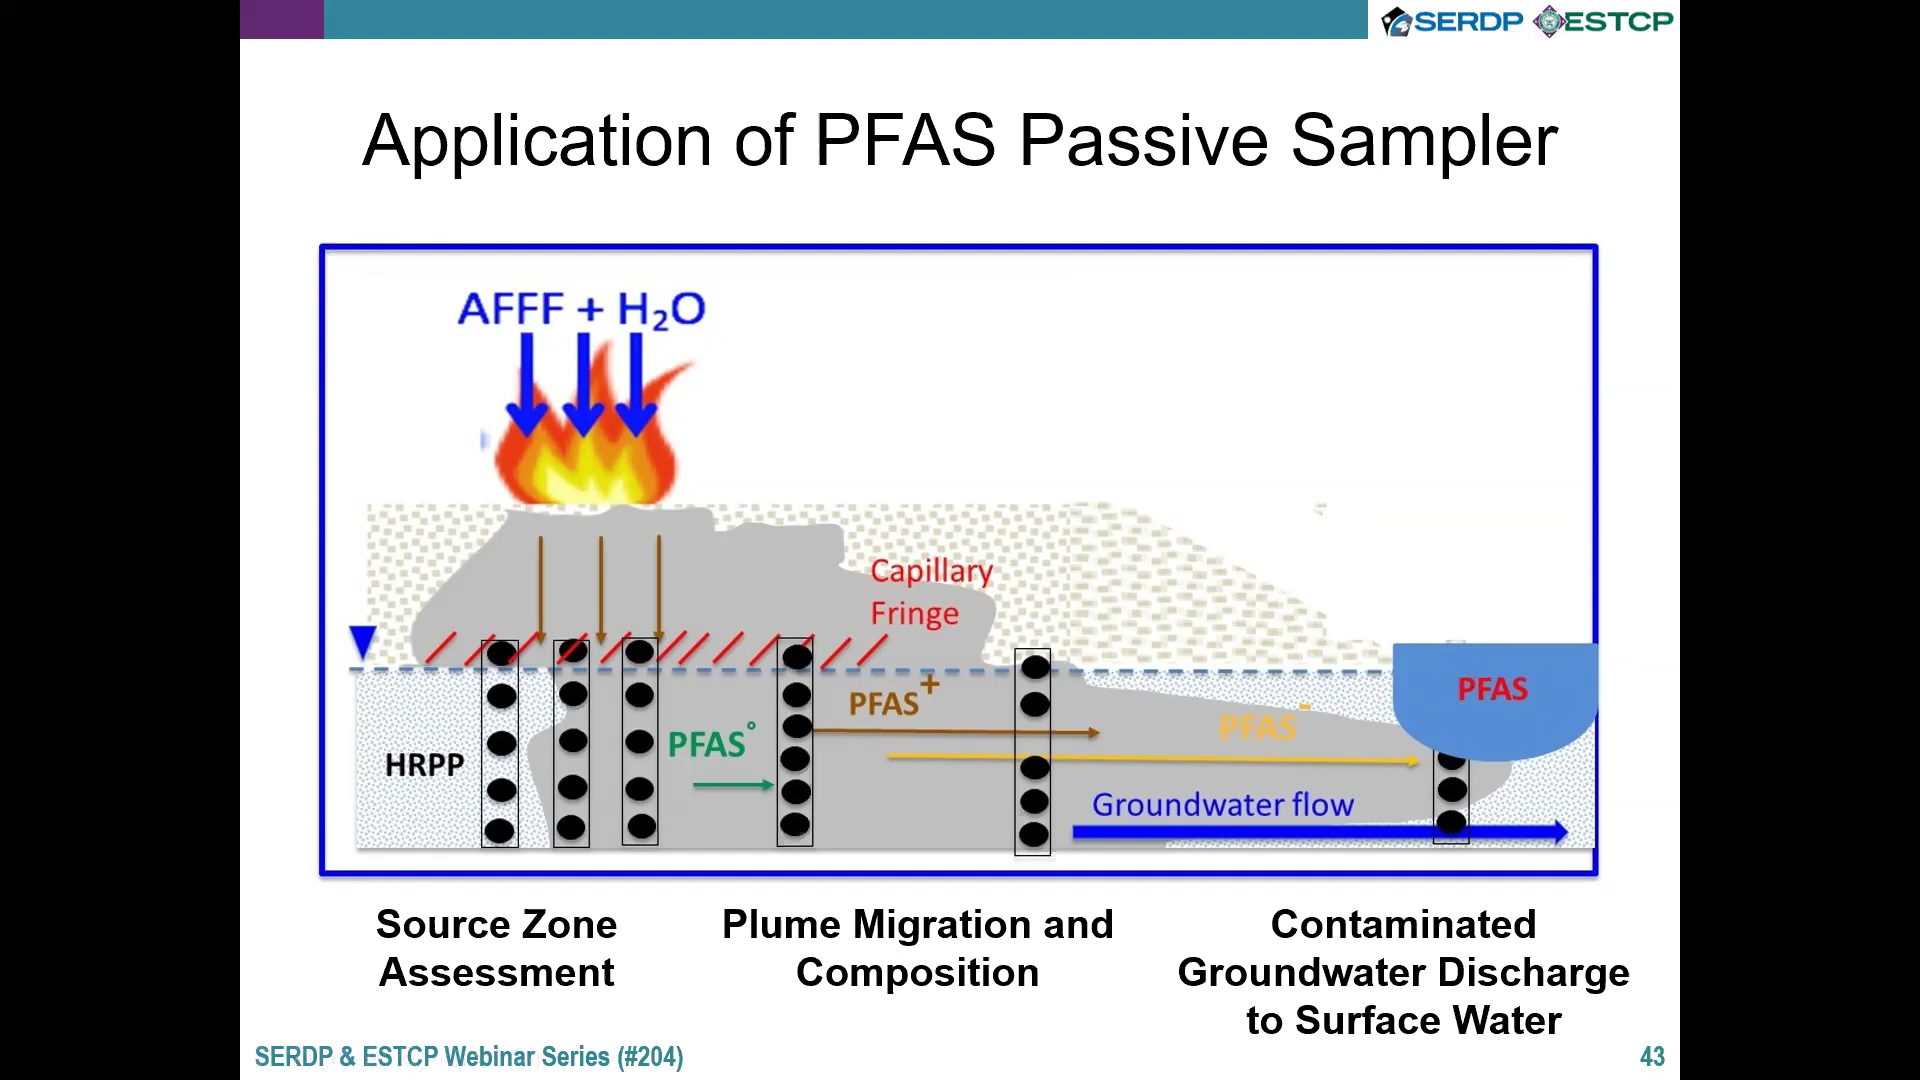 SERDP ESTCP
Application of PFAS Passive Sampler
AFFF + H₂O
Capillary
Fringe
PFAS⁺
PFAS
PFAS⁻
PFAS°
HRPP
Groundwater flow
Source Zone
Assessment
Plume Migration and
Composition
Contaminated
Groundwater Discharge
to Surface Water
SERDP & ESTCP Webinar Series (#204)
43